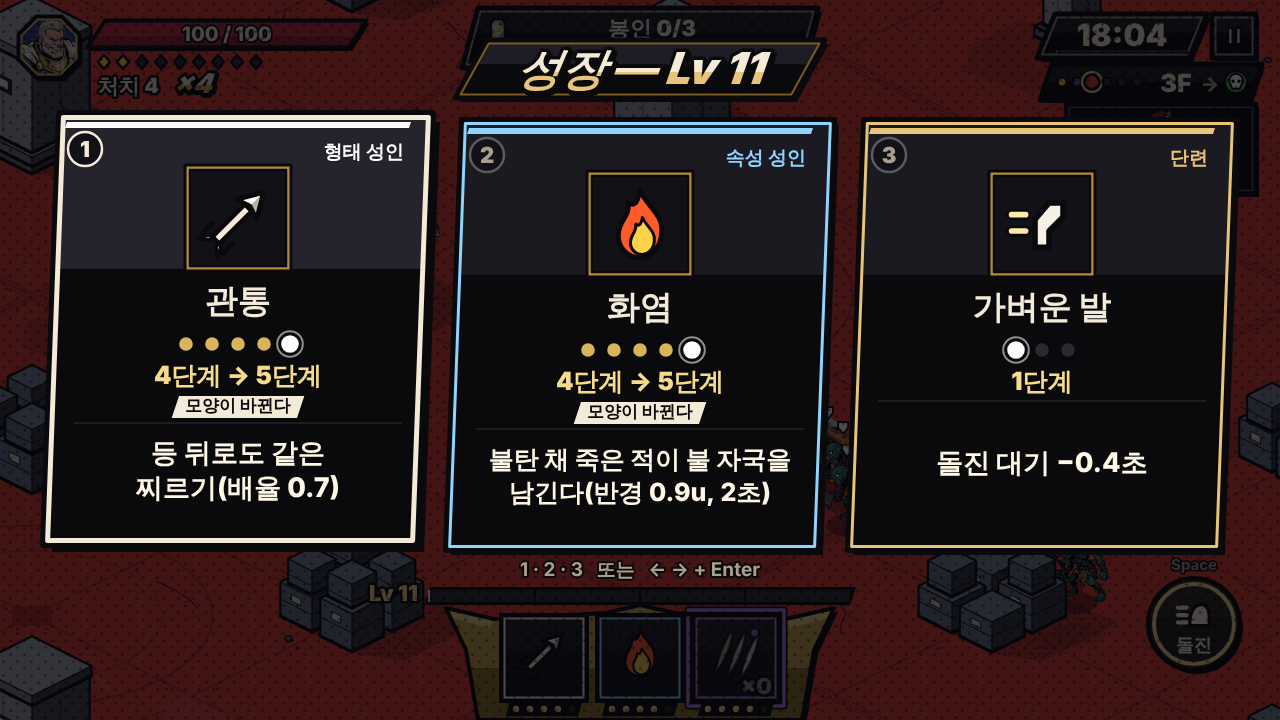 100 / 100
처치 4 ×4
봉인 0/3
성장 — Lv 11
18:04
3F →
1
형태 성인
관통
4단계 → 5단계
모양이 바뀐다
등 뒤로도 같은
찌르기(배율 0.7)
2
속성 성인
화염
4단계 → 5단계
모양이 바뀐다
불탄 채 죽은 적이 불 자국을
남긴다(반경 0.9u, 2초)
3
단련
가벼운 발
1단계
돌진 대기 −0.4초
1 · 2 · 3 또는 ← → + Enter
Lv 11
×0
Space
돌진